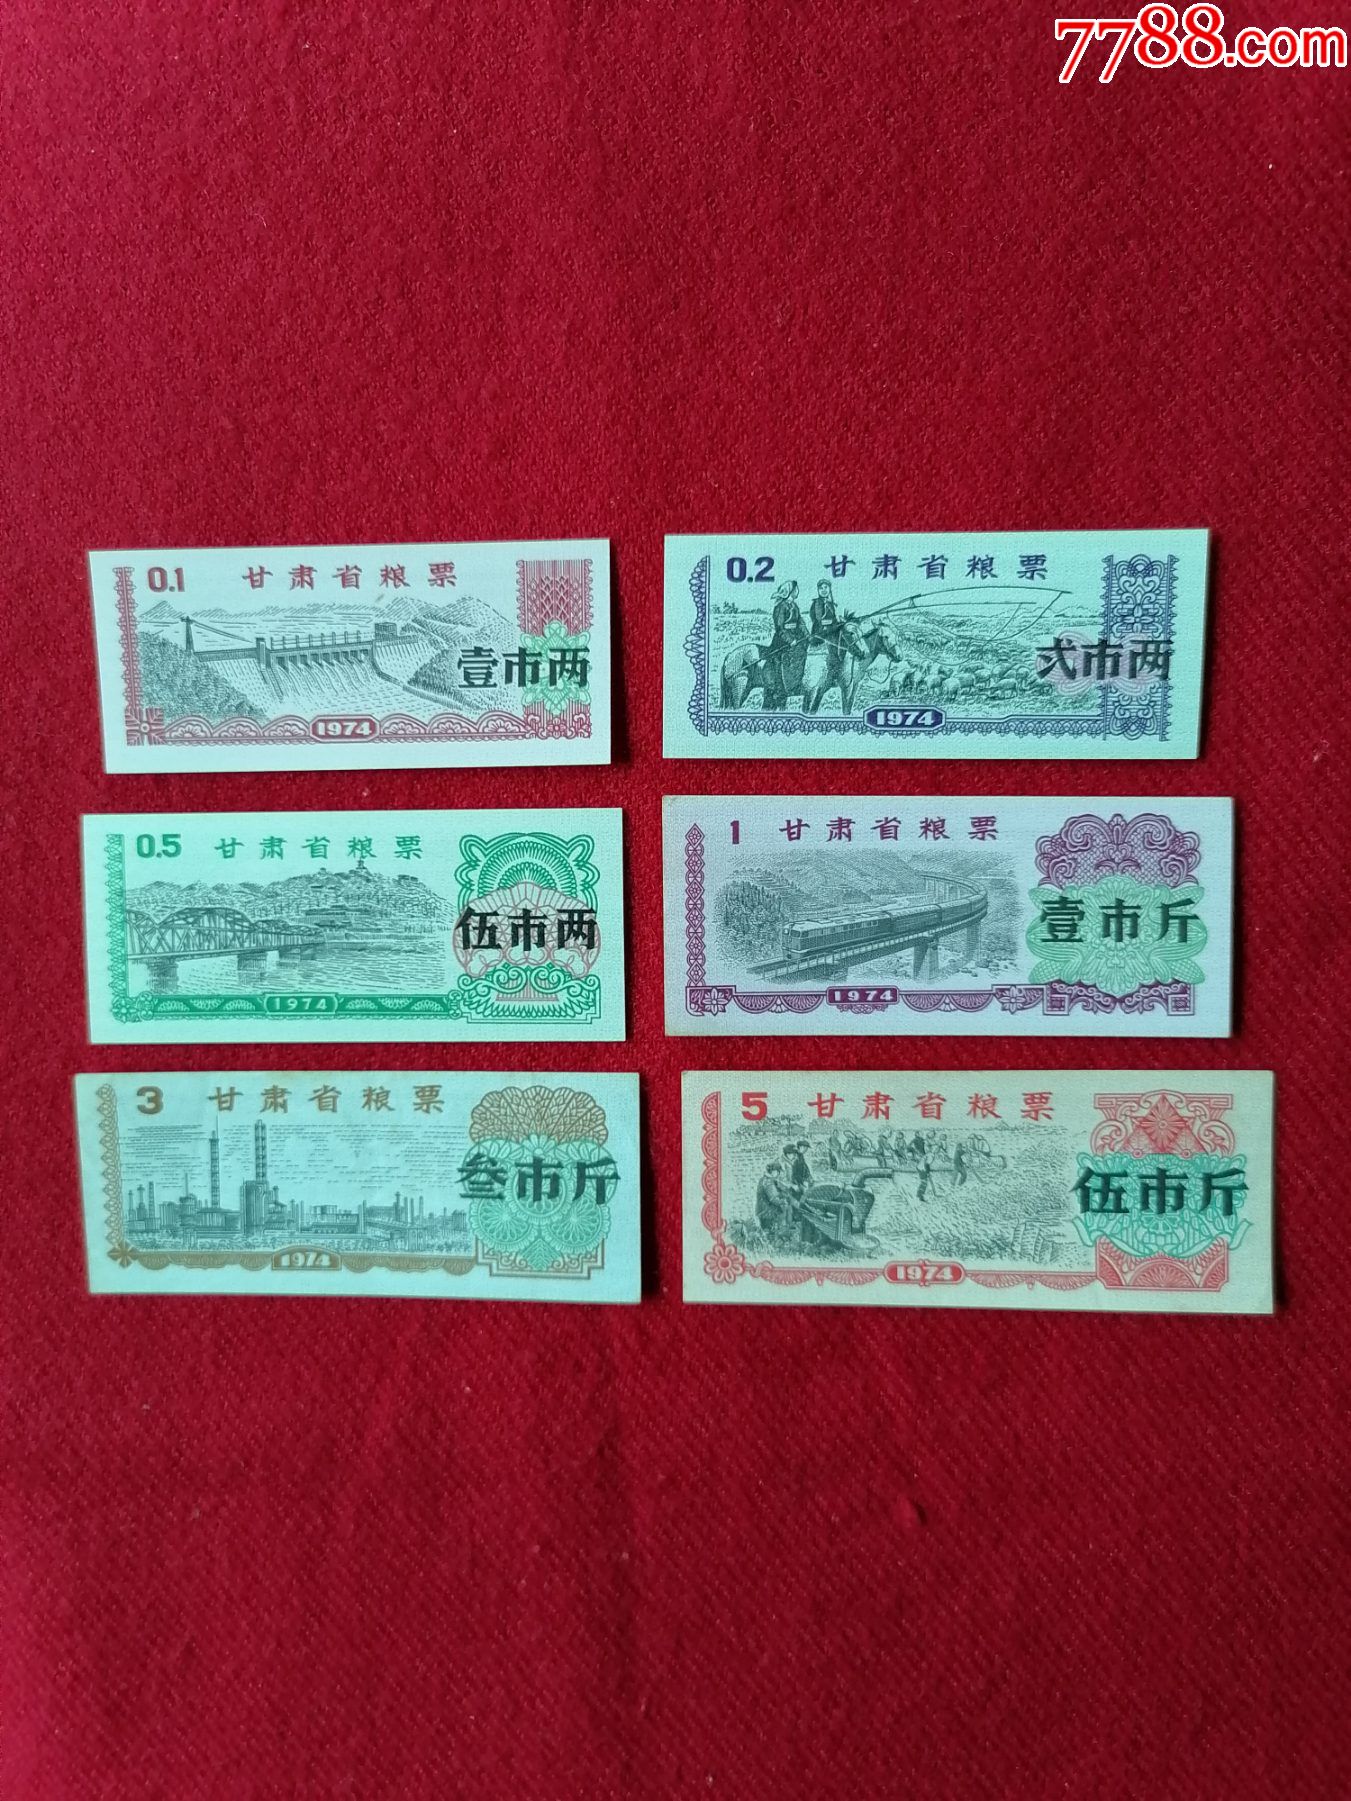 7788.com
0.1 甘肃省粮票
壹市两
1974
0.2 甘肃省粮票
弍市两
1974
0.5 甘肃省粮票
伍市两
1974
1 甘肃省粮票
壹市斤
1974
3 甘肃省粮票
叁市斤
1974
5 甘肃省粮票
伍市斤
1974